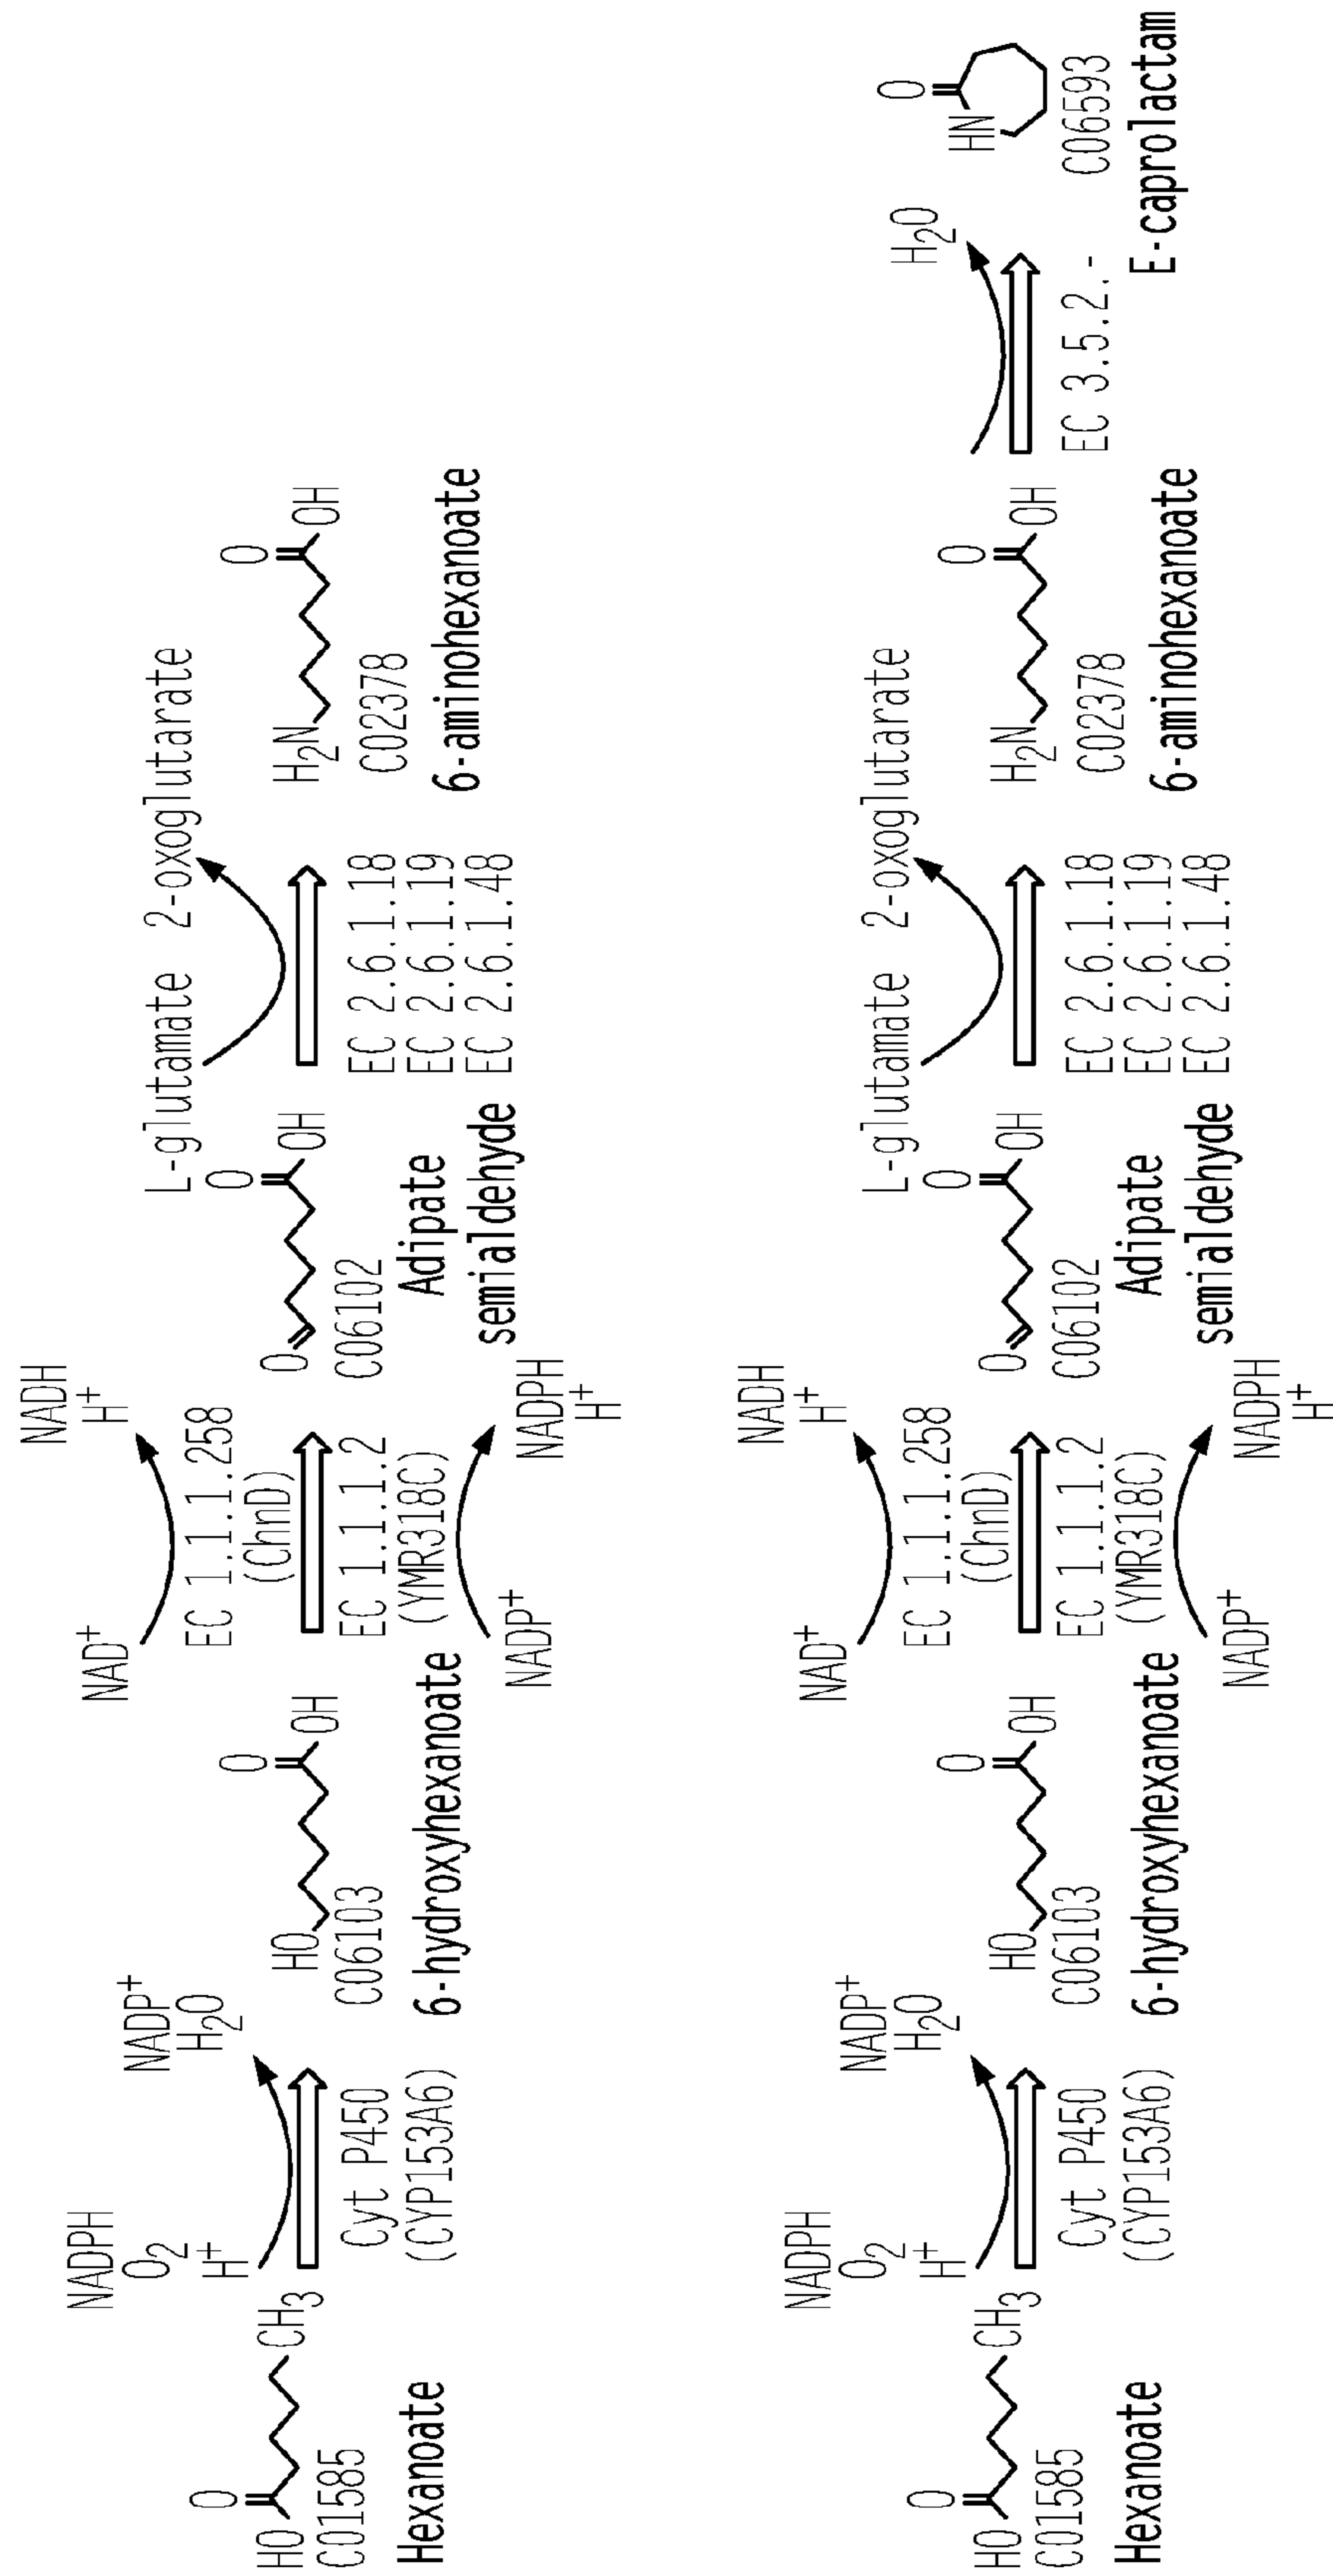 NADPH
O2
H+
NADP+
H2O
NAD+
NADH
H+
L-glutamate 2-oxoglutarate
HO
O
CH3
C01585
Hexanoate
Cyt P450
(CYP153A6)
HO
O
OH
C06103
6-hydroxyhexanoate
EC 1.1.1.258
(ChnD)
EC 1.1.1.2
(YMR318C)
NADP+
NADPH
H+
O
O
OH
C06102
Adipate
semialdehyde
EC 2.6.1.18
EC 2.6.1.19
EC 2.6.1.48
H2N
O
OH
C02378
6-aminohexanoate
NADPH
O2
H+
NADP+
H2O
NAD+
NADH
H+
L-glutamate 2-oxoglutarate
HO
O
CH3
C01585
Hexanoate
Cyt P450
(CYP153A6)
HO
O
OH
C06103
6-hydroxyhexanoate
EC 1.1.1.258
(ChnD)
EC 1.1.1.2
(YMR318C)
NADP+
NADPH
H+
O
O
OH
C06102
Adipate
semialdehyde
EC 2.6.1.18
EC 2.6.1.19
EC 2.6.1.48
H2N
O
OH
C02378
6-aminohexanoate
H2O
EC 3.5.2.-
O
HN
C06593
E-caprolactam